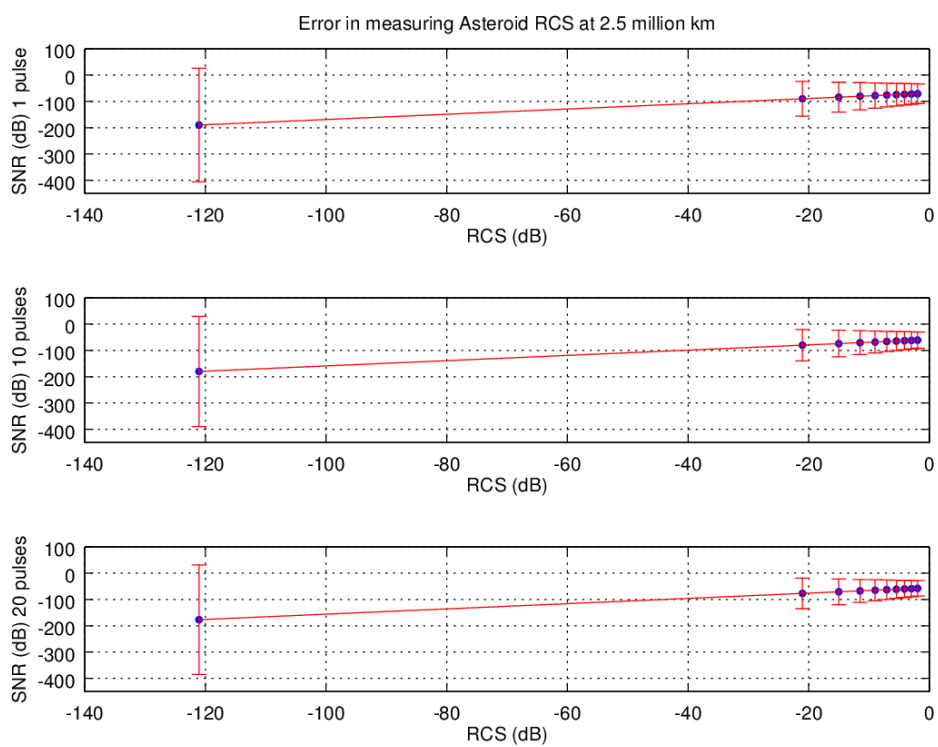 Error in measuring Asteroid RCS at 2.5 million km
SNR (dB) 1 pulse
100
0
-100
-200
-300
-400
-140 -120 -100 -80 -60 -40 -20 0
RCS (dB)
SNR (dB) 10 pulses
100
0
-100
-200
-300
-400
-140 -120 -100 -80 -60 -40 -20 0
RCS (dB)
SNR (dB) 20 pulses
100
0
-100
-200
-300
-400
-140 -120 -100 -80 -60 -40 -20 0
RCS (dB)